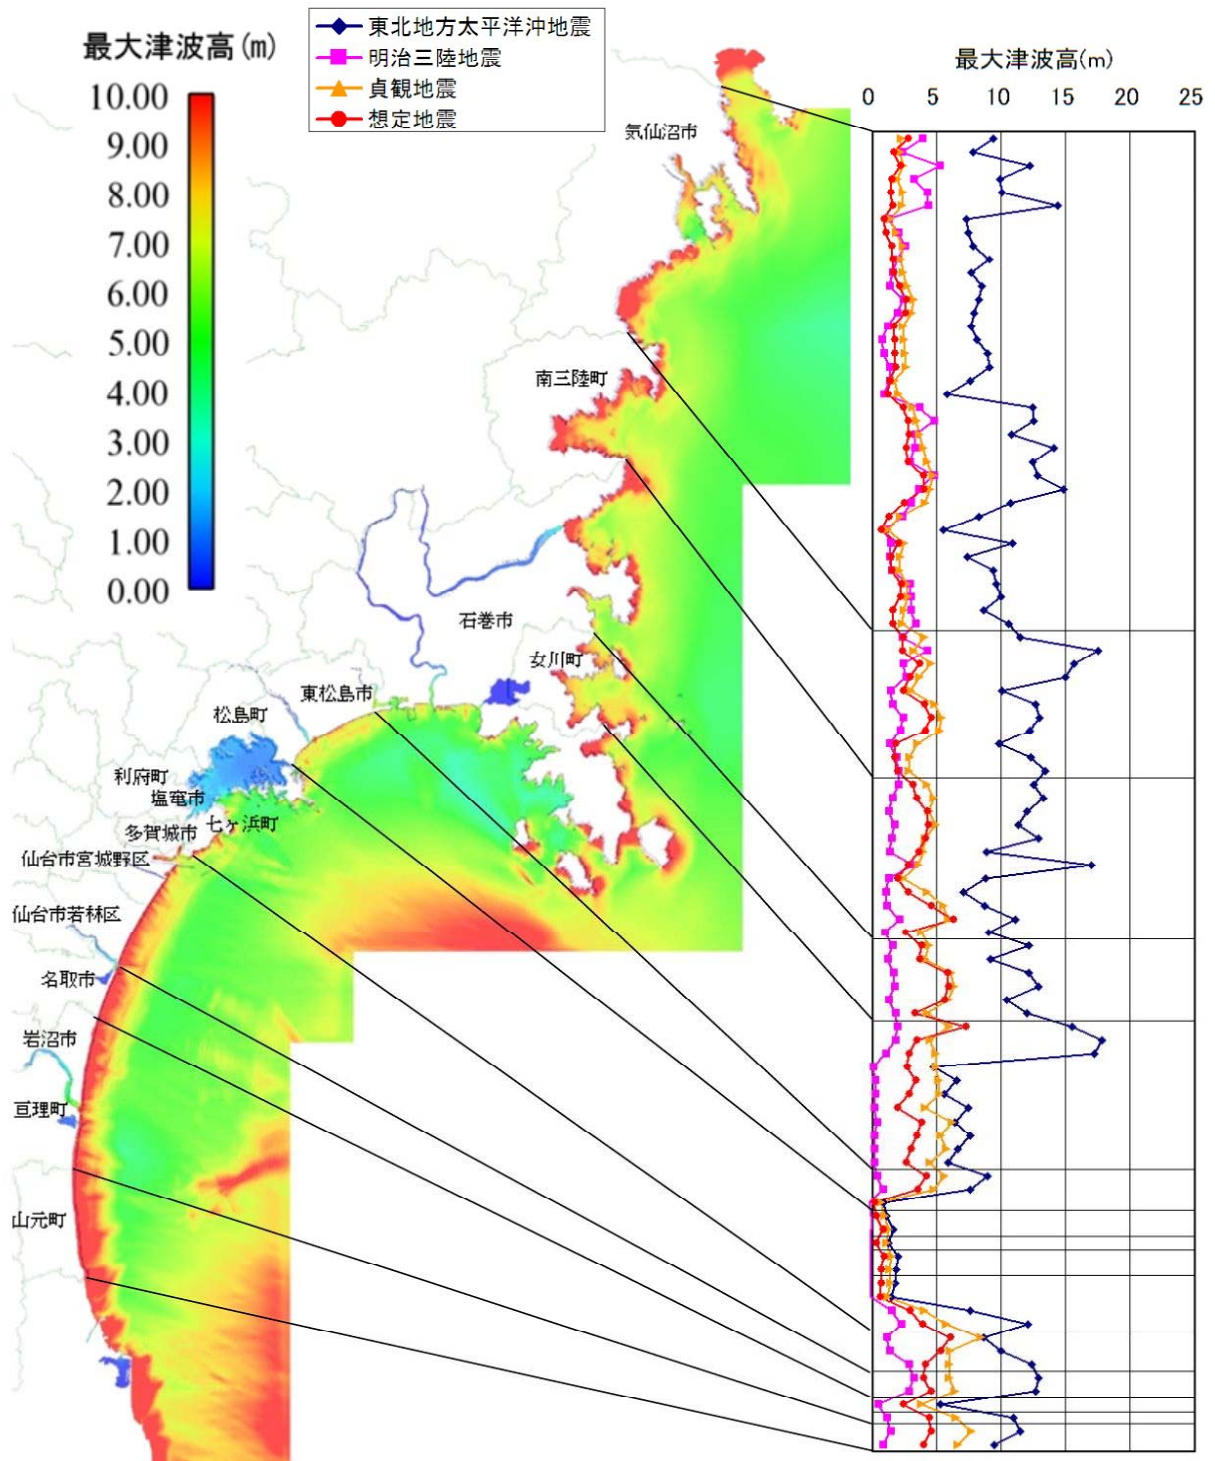 最大津波高(m)
10.00
9.00
8.00
7.00
6.00
5.00
4.00
3.00
2.00
1.00
0.00
東北地方太平洋沖地震
明治三陸地震
貞観地震
想定地震
最大津波高(m)
0 5 10 15 20 25
気仙沼市
南三陸町
石巻市
女川町
東松島市
松島町
利府町
塩竈市
七ヶ浜町
多賀城市
仙台市宮城野区
仙台市若林区
名取市
岩沼市
亘理町
山元町